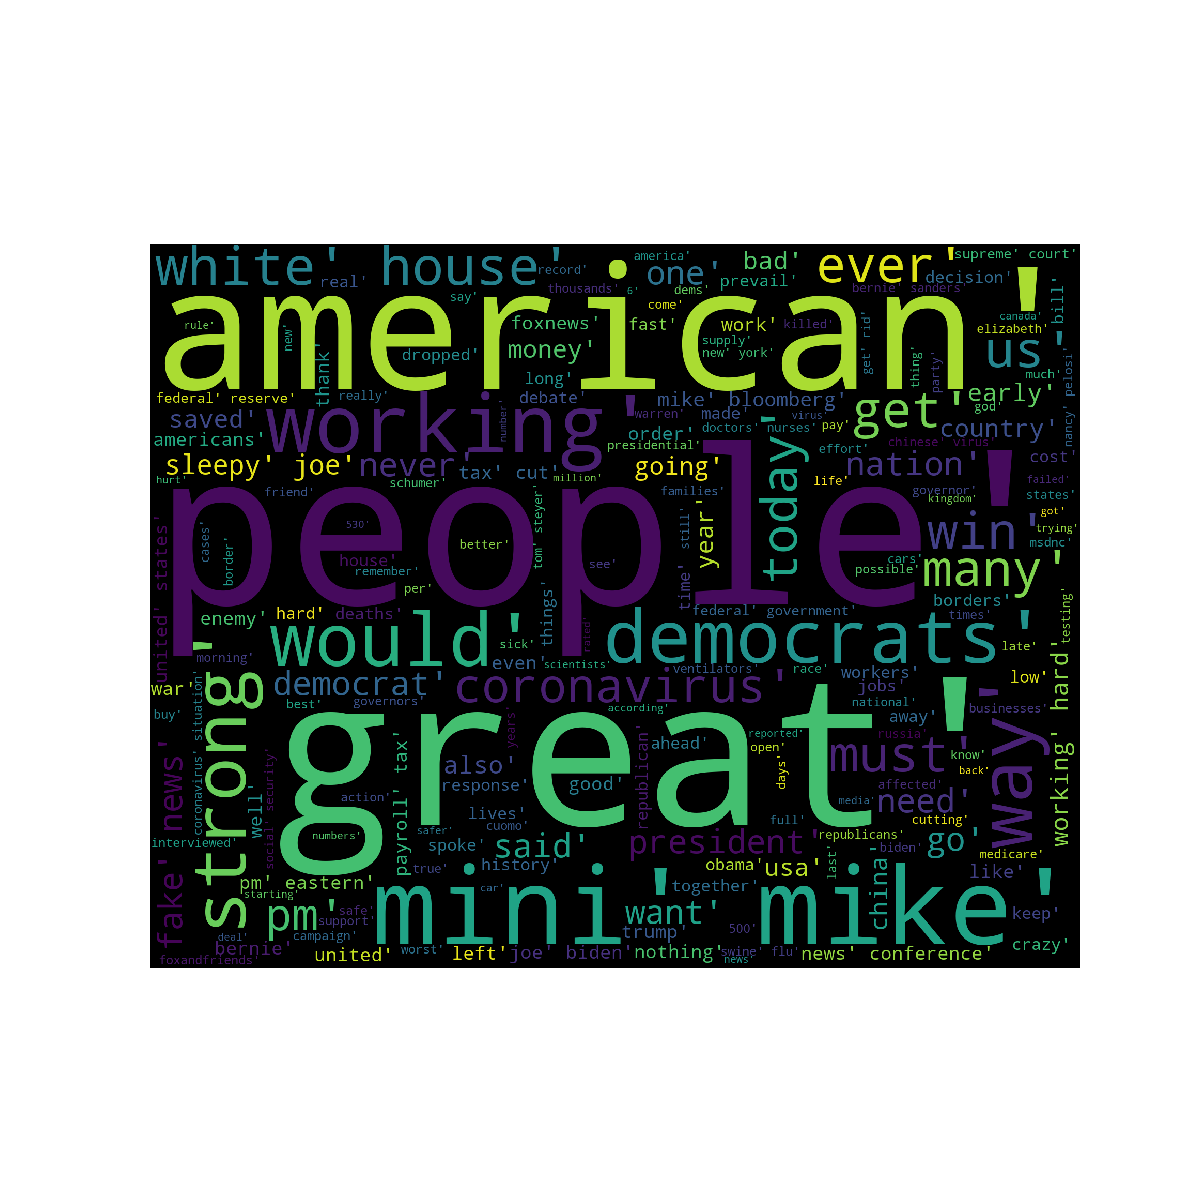 white' house'
real'
record'
america'
thousands'
6'
one'
bad'
prevail'
dems'
ever'
supreme' court'
decision'
bernie' sanders'
bill'
say'
american'
come'
rule'
new'
thank'
dropped'
foxnews'
money'
fast'
work'
killed'
supply'
new' york'
get' rid'
canada'
elizabeth'
us'
thing'
party'
much'
long'
debate'
really'
federal' reserve'
saved'
americans'
working'
number'
mike' bloomberg'
made'
warren'
order'
virus'
doctors'
nurses'
pay'
presidential'
effort'
get'
early'
god'
country'
chinese' virus'
nancy' pelosi'
sleepy' joe'
never'
tax' cut'
going'
today'
nation'
cost'
hurt'
friend'
schumer'
million'
families'
life'
governor'
kingdom'
states'
failed'
got'
trying'
people'
530'
cases'
border'
house'
remember'
per'
better'
tom' steyer'
see'
still'
time'
year'
win'
msdnc'
cars'
possible'
many'
united' states'
enemy'
hard'
deaths'
things'
federal' government'
borders'
times'
testing'
would'
sick'
rated'
democrats'
late'
morning'
even'
scientists'
ventilators'
race'
workers'
low'
war'
strong'
democrat'
coronavirus'
jobs'
buy'
best'
governors'
according'
national'
away'
businesses'
working' hard'
coronavirus' situation'
great'
years'
republican'
ahead'
reported'
open'
russia'
must'
know'
way'
back'
fake' news'
well'
social' security'
also'
response'
good'
days'
media'
affected'
need'
action'
payroll' tax'
lives'
full'
cutting'
interviewed'
numbers'
safer'
cuomo'
said'
president'
republicans'
go'
spoke'
last'
biden'
medicare'
pm' eastern'
true'
history'
obama'
usa'
like'
starting'
car'
together'
china'
mini' mike'
pm'
safe'
support'
want'
trump'
500'
keep'
deal'
campaign'
bernie'
crazy'
foxandfriends'
united'
worst'
left'
joe' biden'
nothing'
swine' flu'
news'
news' conference'